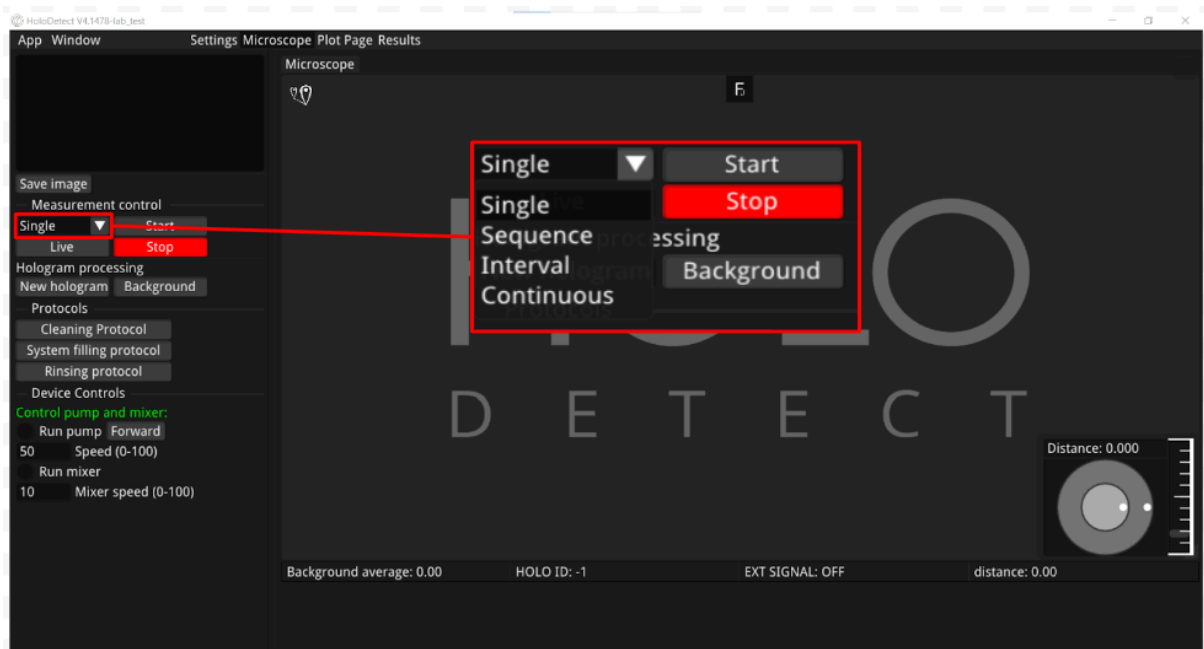 HoloDetect V4.1478-lab_test
App Window Settings Microscope Plot Page Results
Microscope
Save image
Measurement control
Single Start
Live Stop
Hologram processing
New hologram Background
Protocols
Cleaning Protocol
System filling protocol
Rinsing protocol
Device Controls
Control pump and mixer:
Run pump Forward
50 Speed (0-100)
Run mixer
10 Mixer speed (0-100)
Single Start
Single Stop
Sequence essing
Interval Background
Continuous
DETECT
Distance: 0.000
Background average: 0.00 HOLO ID: -1 EXT SIGNAL: OFF distance: 0.00